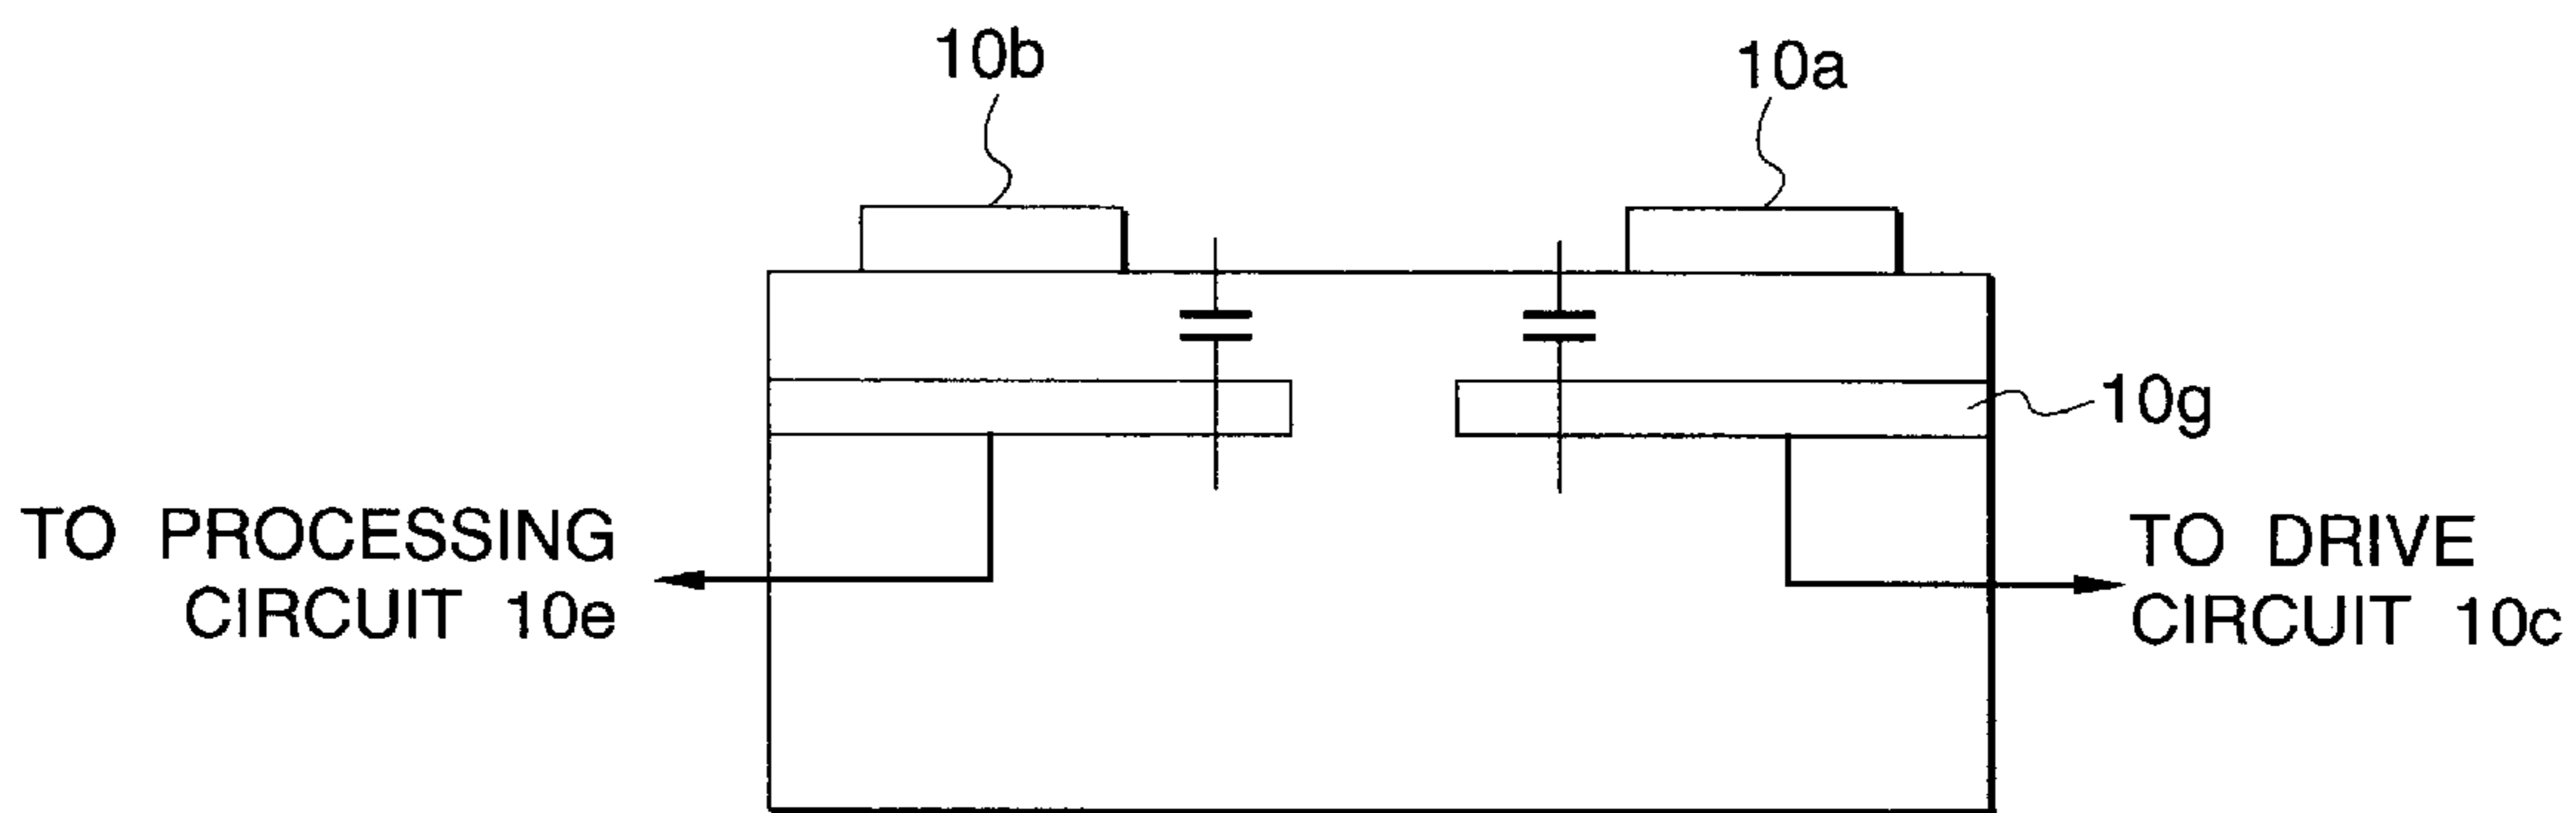 10b
10a
10g
TO PROCESSING
CIRCUIT 10e
TO DRIVE
CIRCUIT 10c